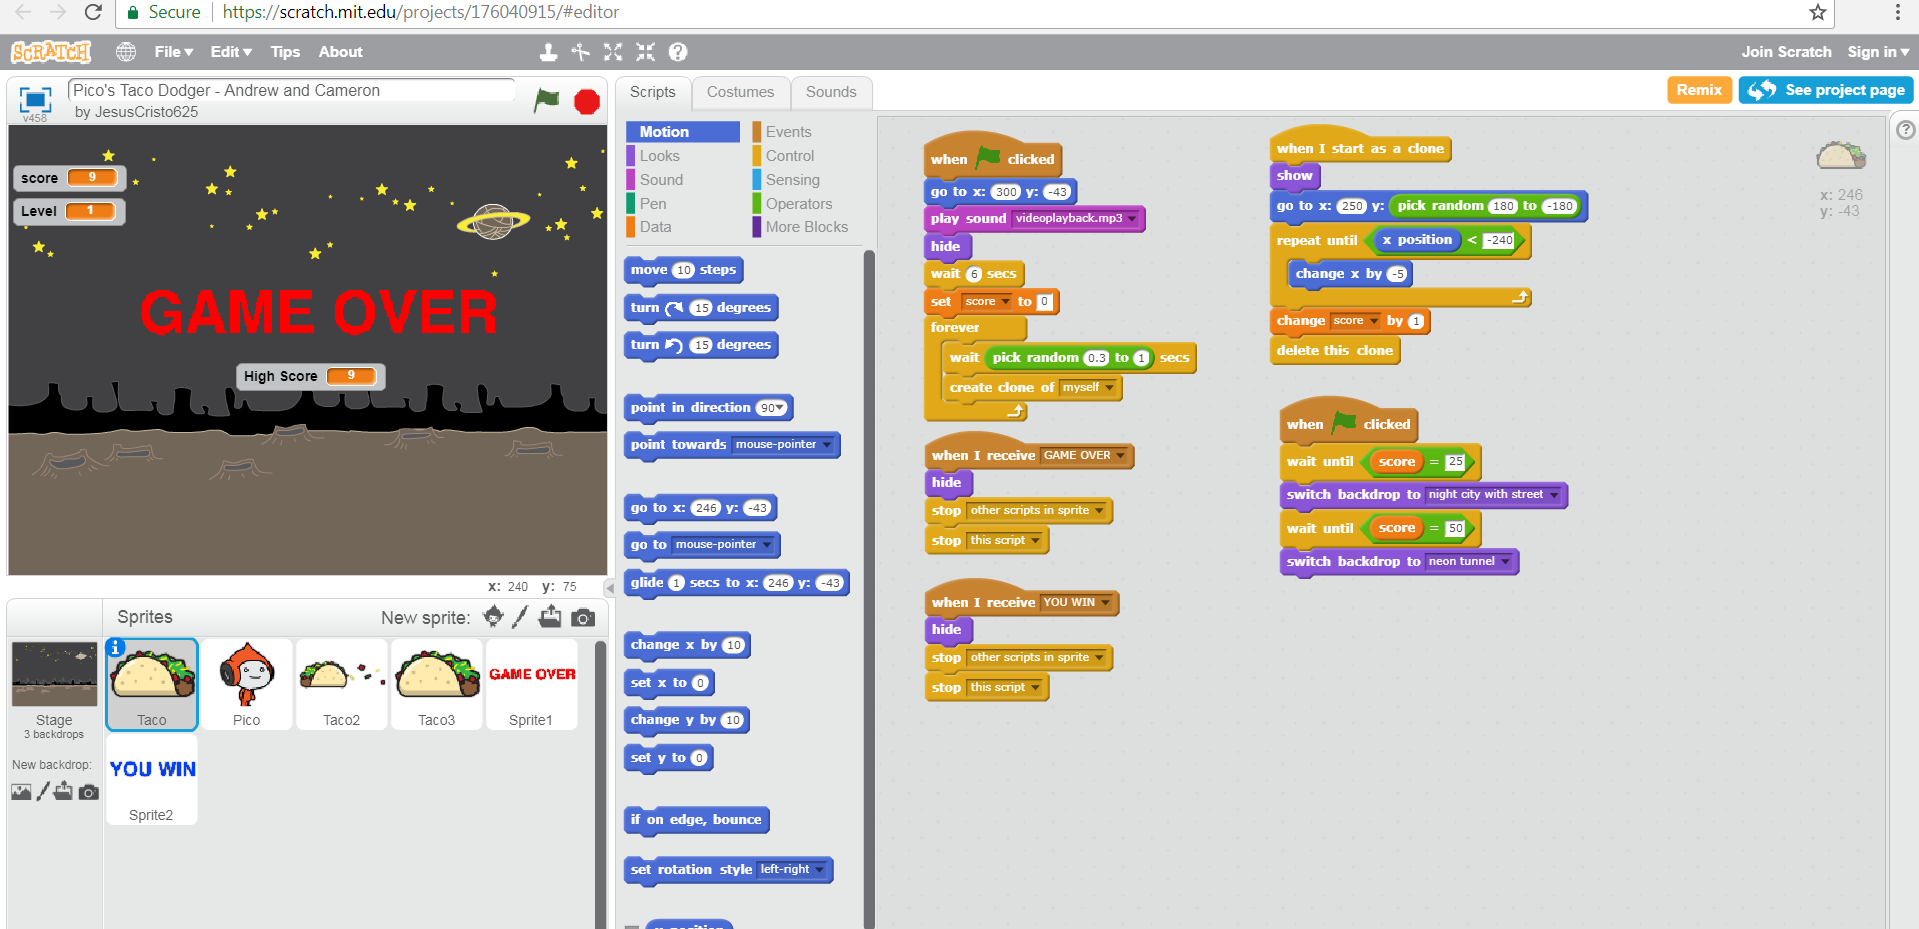 Secure https://scratch.mit.edu/projects/176040915/#editor
SCRATCH File Edit Tips About Join Scratch Sign in
Pico's Taco Dodger - Andrew and Cameron
by JesusCristo625
v458
score 9
Level 1
GAME OVER
High Score 9
x: 240 y: 75
Sprites New sprite:
Stage
3 backdrops
New backdrop:
Taco
Pico
Taco2
Taco3
GAME OVER
Sprite1
YOU WIN
Sprite2
Scripts Costumes Sounds
Remix See project page
Motion Events
Looks Control
Sound Sensing
Pen Operators
Data More Blocks
move 10 steps
turn 15 degrees
turn 15 degrees
point in direction 90
point towards mouse-pointer
go to x: 246 y: -43
go to mouse-pointer
glide 1 secs to x: 246 y: -43
change x by 10
set x to 0
change y by 10
set y to 0
if on edge, bounce
set rotation style left-right
x position
when clicked
go to x: 300 y: -43
play sound videoplayback.mp3
hide
wait 6 secs
set score to 0
forever
wait pick random 0.3 to 1 secs
create clone of myself
when I receive GAME OVER
hide
stop other scripts in sprite
stop this script
when I receive YOU WIN
hide
stop other scripts in sprite
stop this script
when I start as a clone
show
go to x: 250 y: pick random 180 to -180
repeat until x position < -240
change x by -5
change score by 1
delete this clone
when clicked
wait until score = 25
switch backdrop to night city with street
wait until score = 50
switch backdrop to neon tunnel
x: 246
y: -43